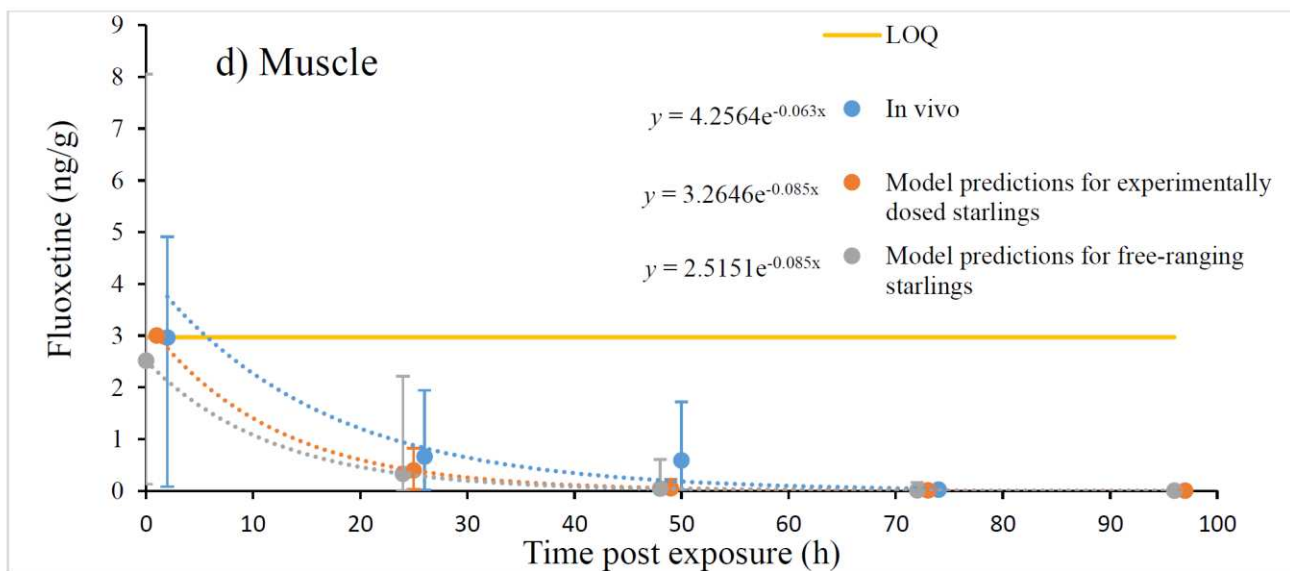 d) Muscle
LOQ
y = 4.2564e-0.063x
In vivo
y = 3.2646e-0.085x
Model predictions for experimentally
dosed starlings
y = 2.5151e-0.085x
Model predictions for free-ranging
starlings
Fluoxetine (ng/g)
9
8
7
6
5
4
3
2
1
0
0 10 20 30 40 50 60 70 80 90 100
Time post exposure (h)